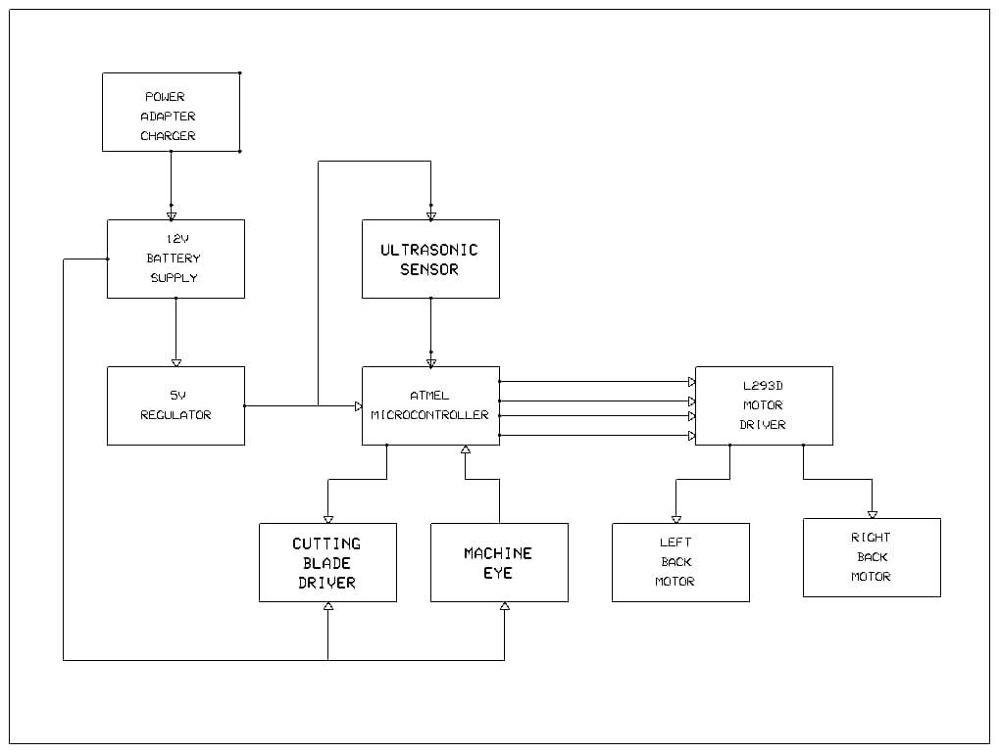 POWER
ADAPTER
CHARGER
12V
BATTERY
SUPPLY
ULTRASONIC
SENSOR
5V
REGULATOR
ATMEL
MICROCONTROLLER
L293D
MOTOR
DRIVER
CUTTING
BLADE
DRIVER
MACHINE
EYE
LEFT
BACK
MOTOR
RIGHT
BACK
MOTOR